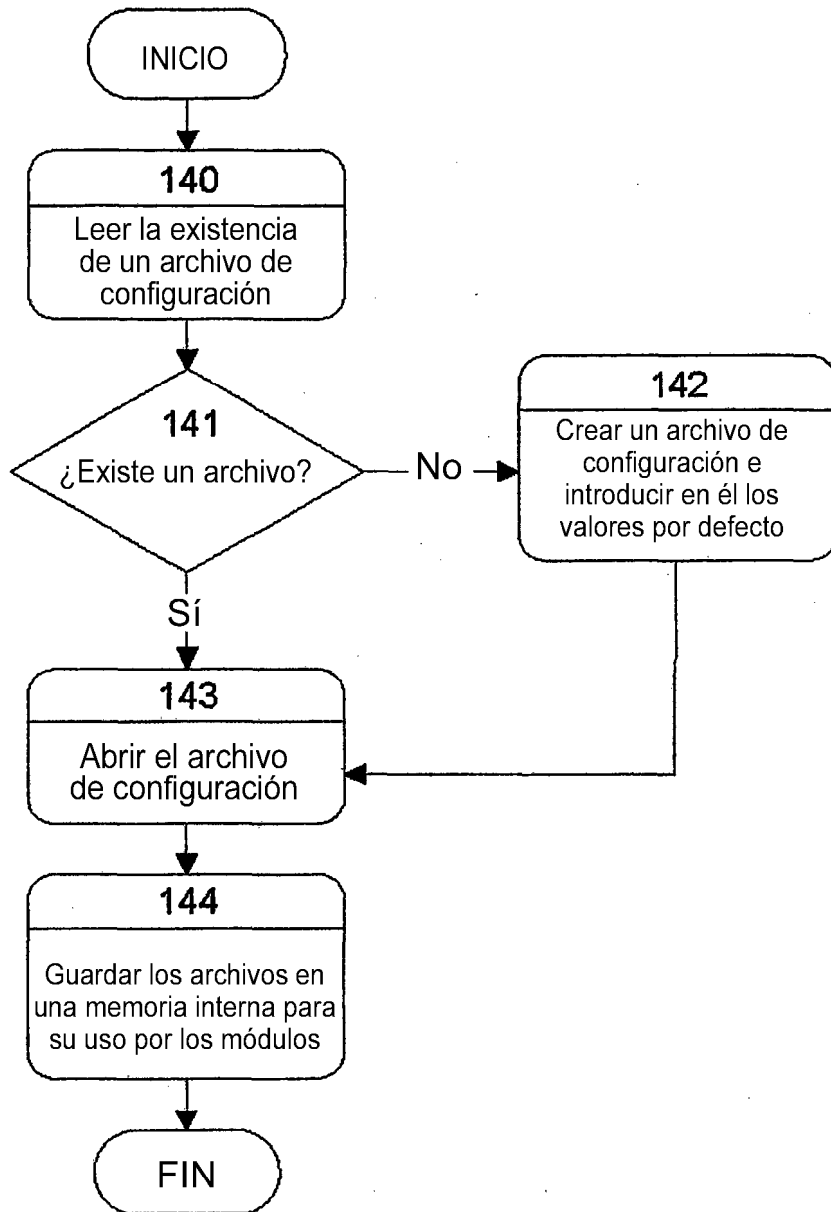 INICIO
140
Leer la existencia
de un archivo de
configuración
141
¿Existe un archivo?
No
142
Crear un archivo de
configuración e
introducir en él los
valores por defecto
Sí
143
Abrir el archivo
de configuración
144
Guardar los archivos en
una memoria interna para
su uso por los módulos
FIN